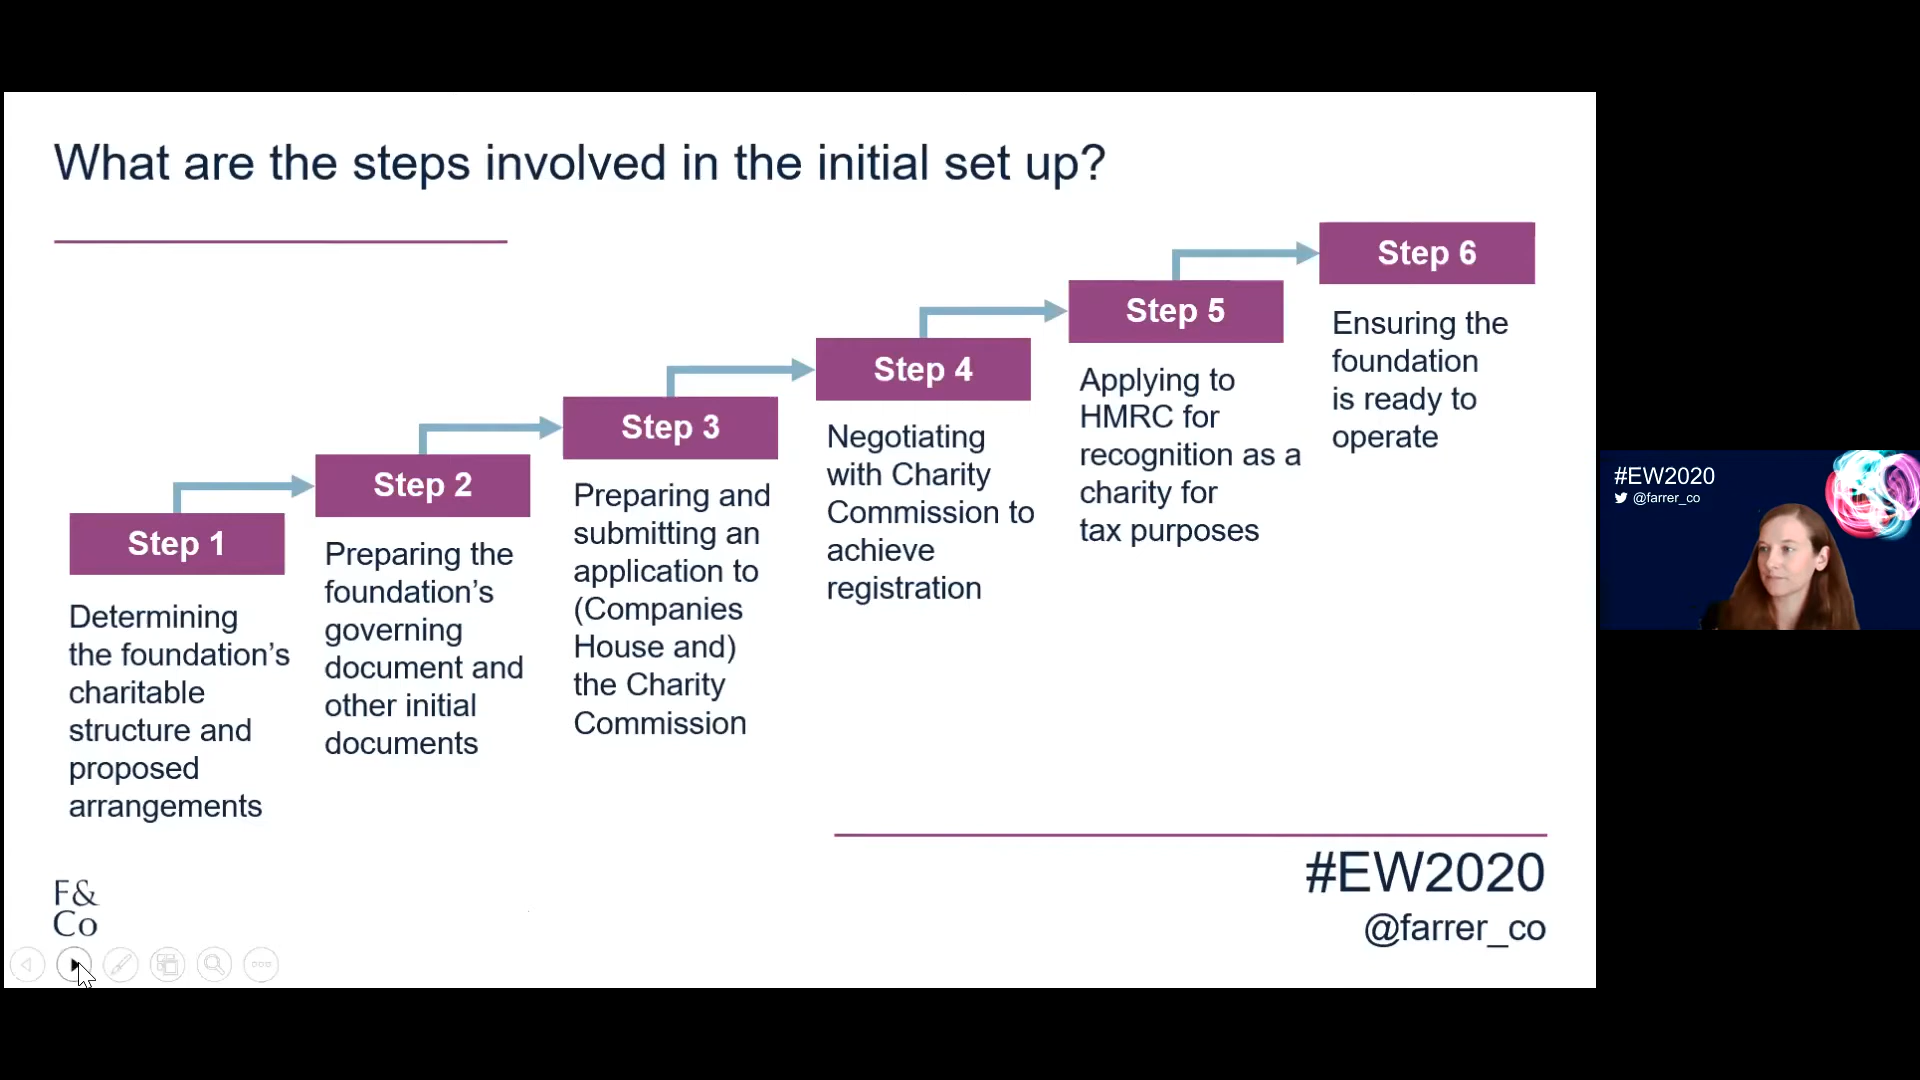 What are the steps involved in the initial set up?
Step 1
Determining
the foundation’s
charitable
structure and
proposed
arrangements
Step 2
Preparing the
foundation’s
governing
document and
other initial
documents
Step 3
Preparing and
submitting an
application to
(Companies
House and)
the Charity
Commission
Step 4
Negotiating
with Charity
Commission to
achieve
registration
Step 5
Applying to
HMRC for
recognition as a
charity for
tax purposes
Step 6
Ensuring the
foundation
is ready to
operate
#EW2020
@farrer_co
F&
Co
#EW2020
@farrer_co